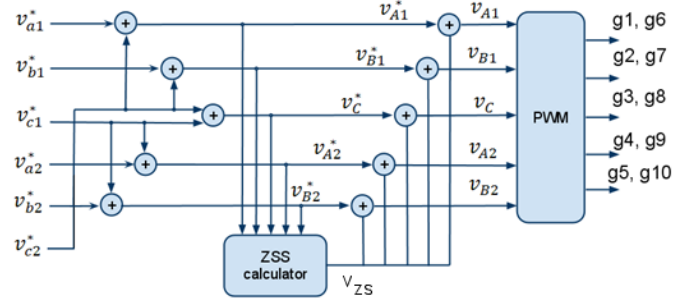 v*a1 v*A1 vA1 g1, g6
v*b1 v*B1 vB1 g2, g7
v*c1 v*C vC PWM g3, g8
v*a2 v*A2 vA2 g4, g9
v*b2 v*B2 vB2 g5, g10
v*c2 ZSS
calculator
VZS